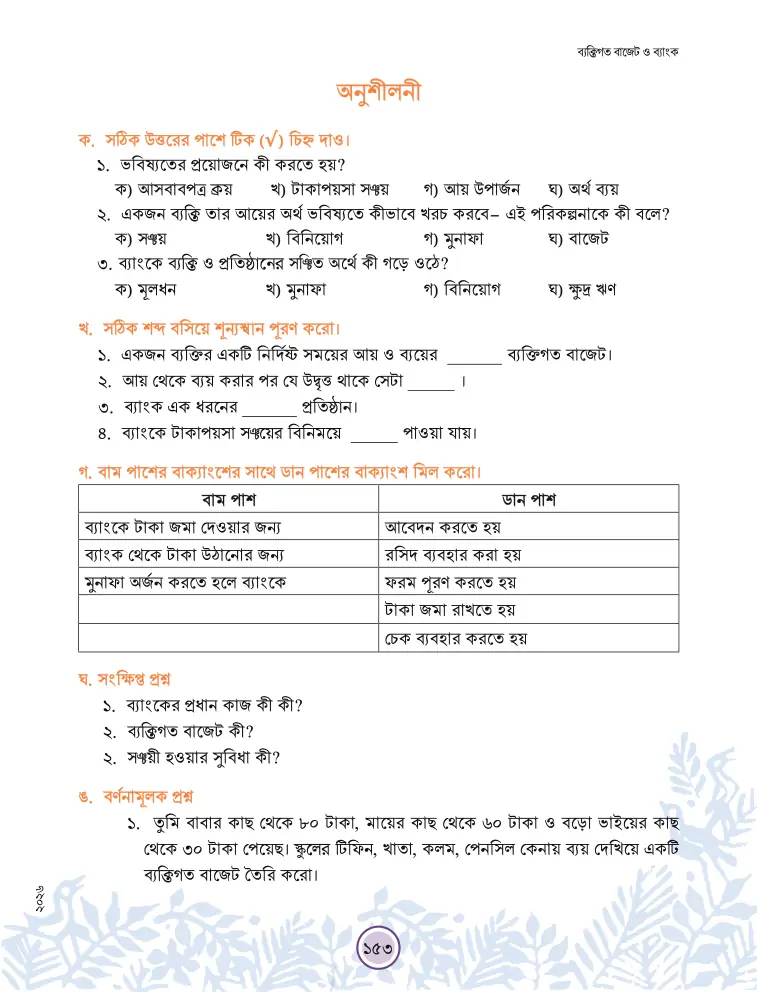 ব্যক্তিগত বাজেট ও ব্যাংক
অনুশীলনী
ক. সঠিক উত্তরের পাশে টিক (√) চিহ্ন দাও।
১. ভবিষ্যতের প্রয়োজনে কী করতে হয়?
ক) আসবাবপত্র ক্রয় খ) টাকাপয়সা সঞ্চয় গ) আয় উপার্জন ঘ) অর্থ ব্যয়
২. একজন ব্যক্তি তার আয়ের অর্থ ভবিষ্যতে কীভাবে খরচ করবে– এই পরিকল্পনাকে কী বলে?
ক) সঞ্চয় খ) বিনিয়োগ গ) মুনাফা ঘ) বাজেট
৩. ব্যাংকে ব্যক্তি ও প্রতিষ্ঠানের সঞ্চিত অর্থে কী গড়ে ওঠে?
ক) মূলধন খ) মুনাফা গ) বিনিয়োগ ঘ) ক্ষুদ্র ঋণ
খ. সঠিক শব্দ বসিয়ে শূন্যস্থান পূরণ করো।
১. একজন ব্যক্তির একটি নির্দিষ্ট সময়ের আয় ও ব্যয়ের ______ ব্যক্তিগত বাজেট।
২. আয় থেকে ব্যয় করার পর যে উদ্বৃত্ত থাকে সেটা _____ ।
৩. ব্যাংক এক ধরনের ______ প্রতিষ্ঠান।
৪. ব্যাংকে টাকাপয়সা সঞ্চয়ের বিনিময়ে _____ পাওয়া যায়।
গ. বাম পাশের বাক্যাংশের সাথে ডান পাশের বাক্যাংশ মিল করো।
বাম পাশ ডান পাশ
ব্যাংকে টাকা জমা দেওয়ার জন্য আবেদন করতে হয়
ব্যাংক থেকে টাকা উঠানোর জন্য রসিদ ব্যবহার করা হয়
মুনাফা অর্জন করতে হলে ব্যাংকে ফরম পূরণ করতে হয়
টাকা জমা রাখতে হয়
চেক ব্যবহার করতে হয়
ঘ. সংক্ষিপ্ত প্রশ্ন
১. ব্যাংকের প্রধান কাজ কী কী?
২. ব্যক্তিগত বাজেট কী?
২. সঞ্চয়ী হওয়ার সুবিধা কী?
ঙ. বর্ণনামূলক প্রশ্ন
১. তুমি বাবার কাছ থেকে ৮০ টাকা, মায়ের কাছ থেকে ৬০ টাকা ও বড়ো ভাইয়ের কাছ
থেকে ৩০ টাকা পেয়েছ। স্কুলের টিফিন, খাতা, কলম, পেনসিল কেনায় ব্যয় দেখিয়ে একটি
ব্যক্তিগত বাজেট তৈরি করো।
২০২৬
১৫৩